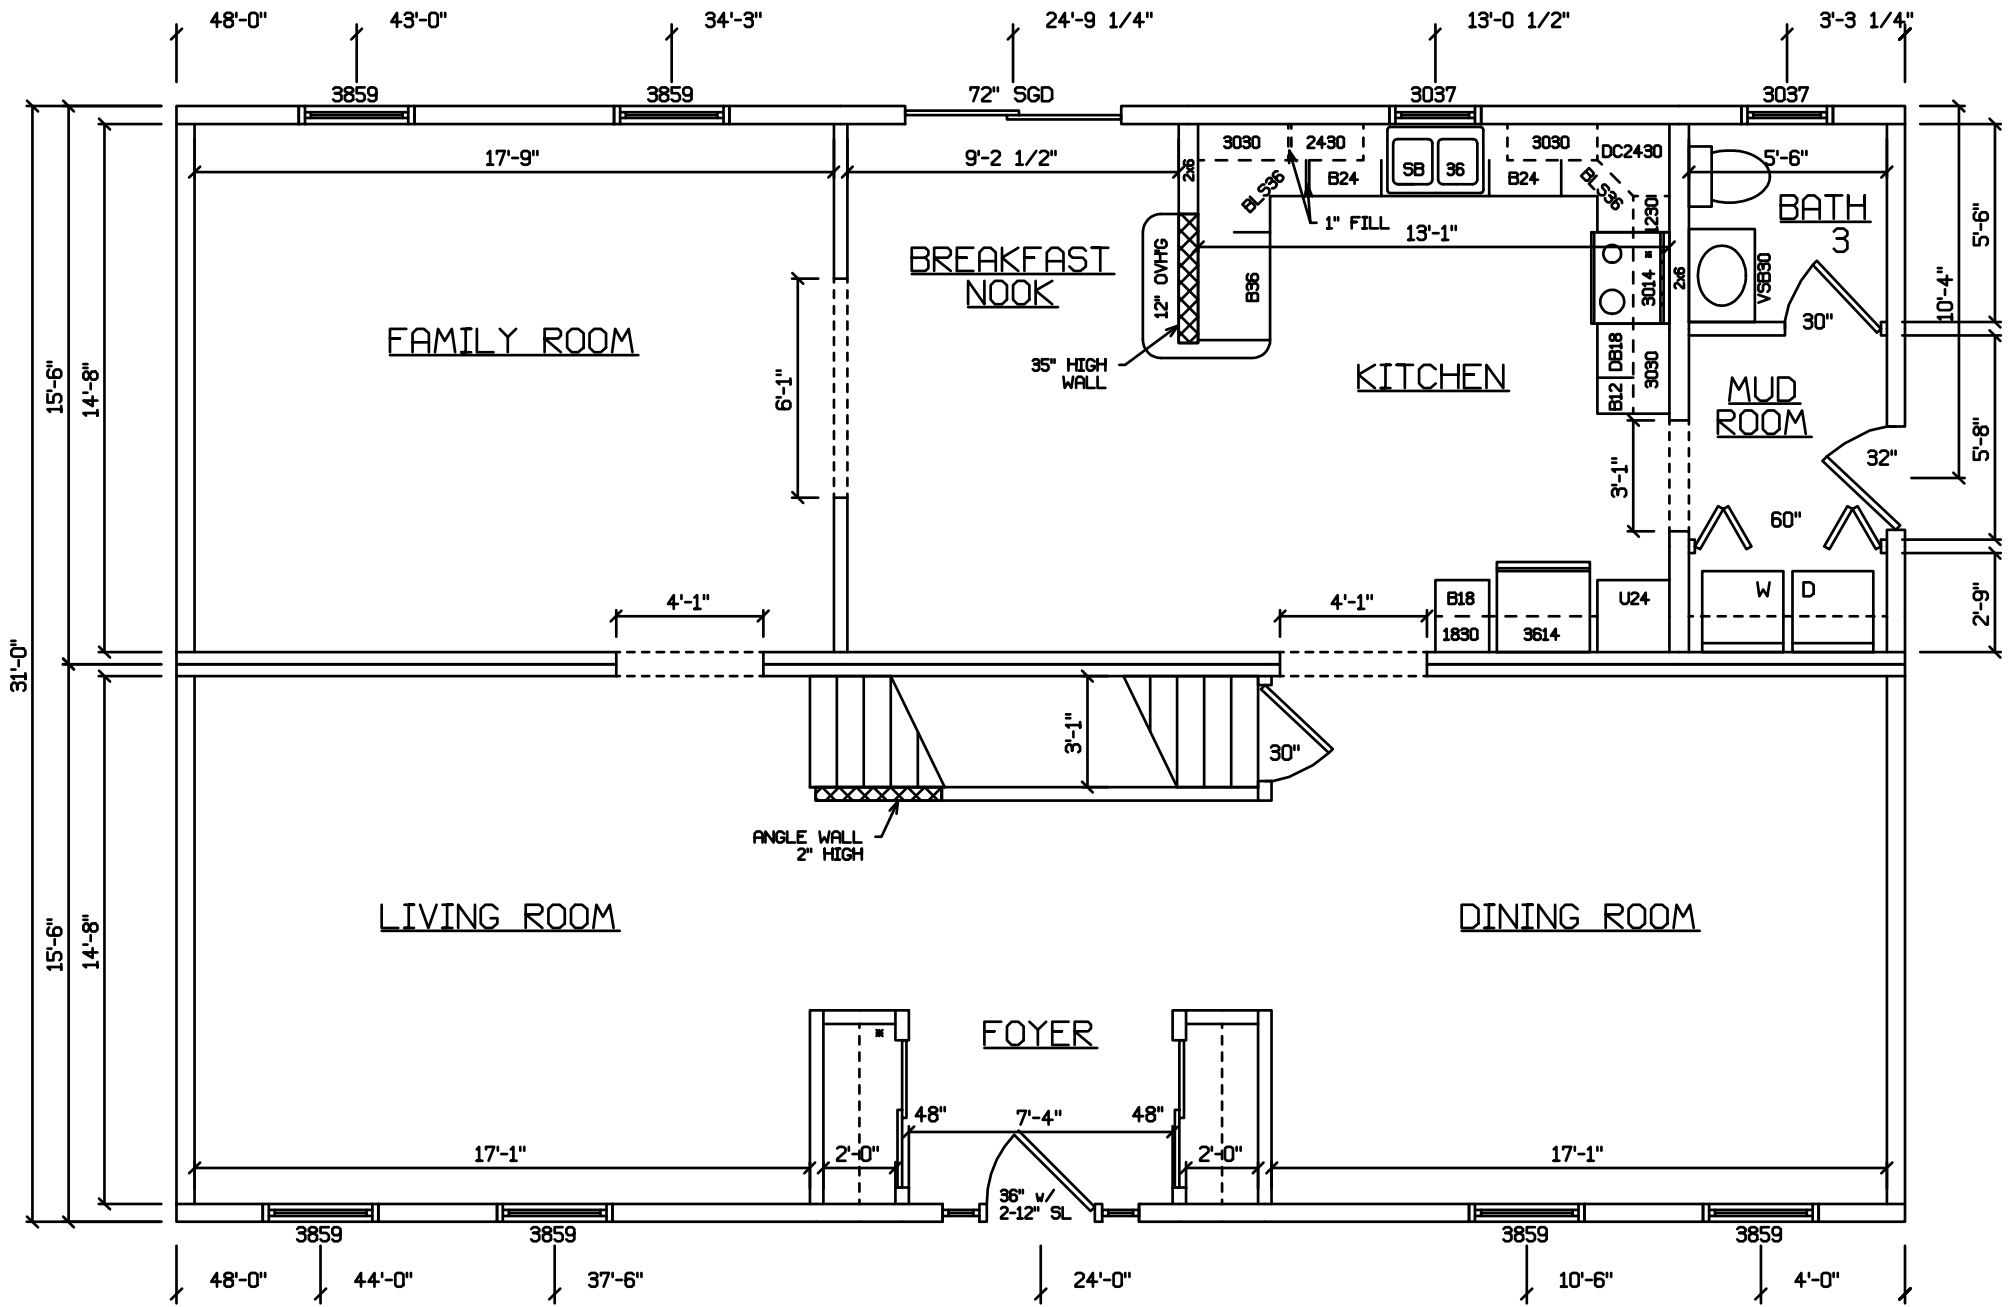 48'-0" 43'-0" 34'-3" 24'-9 1/4" 13'-0 1/2" 3'-3 1/4"
3859 3859 72" SGD 3037 3037
17'-9" 9'-2 1/2" 2x6 3030 2430 SB 36 3030 DC2430 5'-6"
B24 B24
BLS36 BLS36 1230
1" FILL
13'-1"
BATH
3
5'-6"
BREAKFAST
NOOK
12" OVH'G
B36
3014
2x6
VSB30
10'-4"
30"
FAMILY ROOM
35" HIGH
WALL
6'-1"
KITCHEN
DB18
3030
B12
MUD
ROOM
15'-6"
14'-8"
3'-1"
32"
5'-8"
60"
4'-1" 4'-1"
B18 U24 W D
1830 3614
2'-9"
31'-0"
3'-1"
30"
ANGLE WALL
2" HIGH
LIVING ROOM
DINING ROOM
15'-6"
14'-8"
FOYER
48" 7'-4" 48"
17'-1" 2'-0" 2'-0" 17'-1"
36" w/
2-12" SL
3859 3859 3859 3859
48'-0" 44'-0" 37'-6" 24'-0" 10'-6" 4'-0"